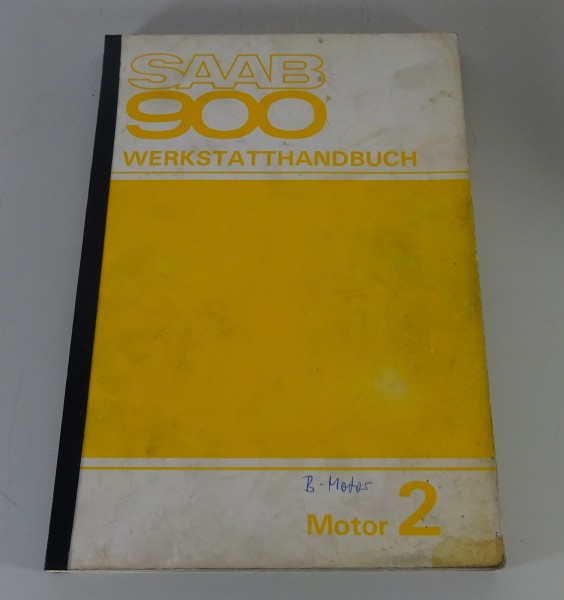 SAAB
900
WERKSTATTHANDBUCH
B-Motor
Motor 2